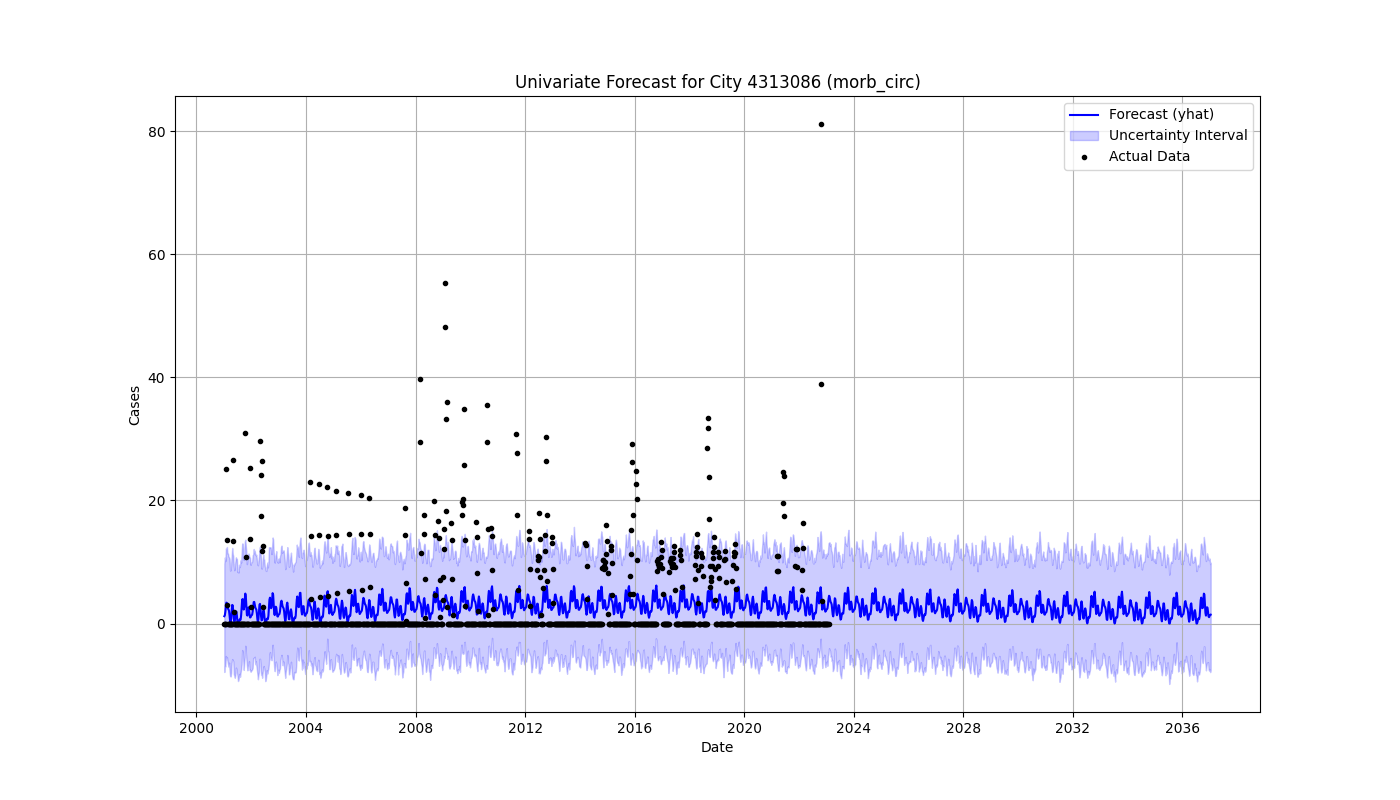 Univariate Forecast for City 4313086 (morb_circ)
Forecast (yhat)
Uncertainty Interval
Actual Data
80
60
40
20
0
Cases
2000 2004 2008 2012 2016 2020 2024 2028 2032 2036
Date